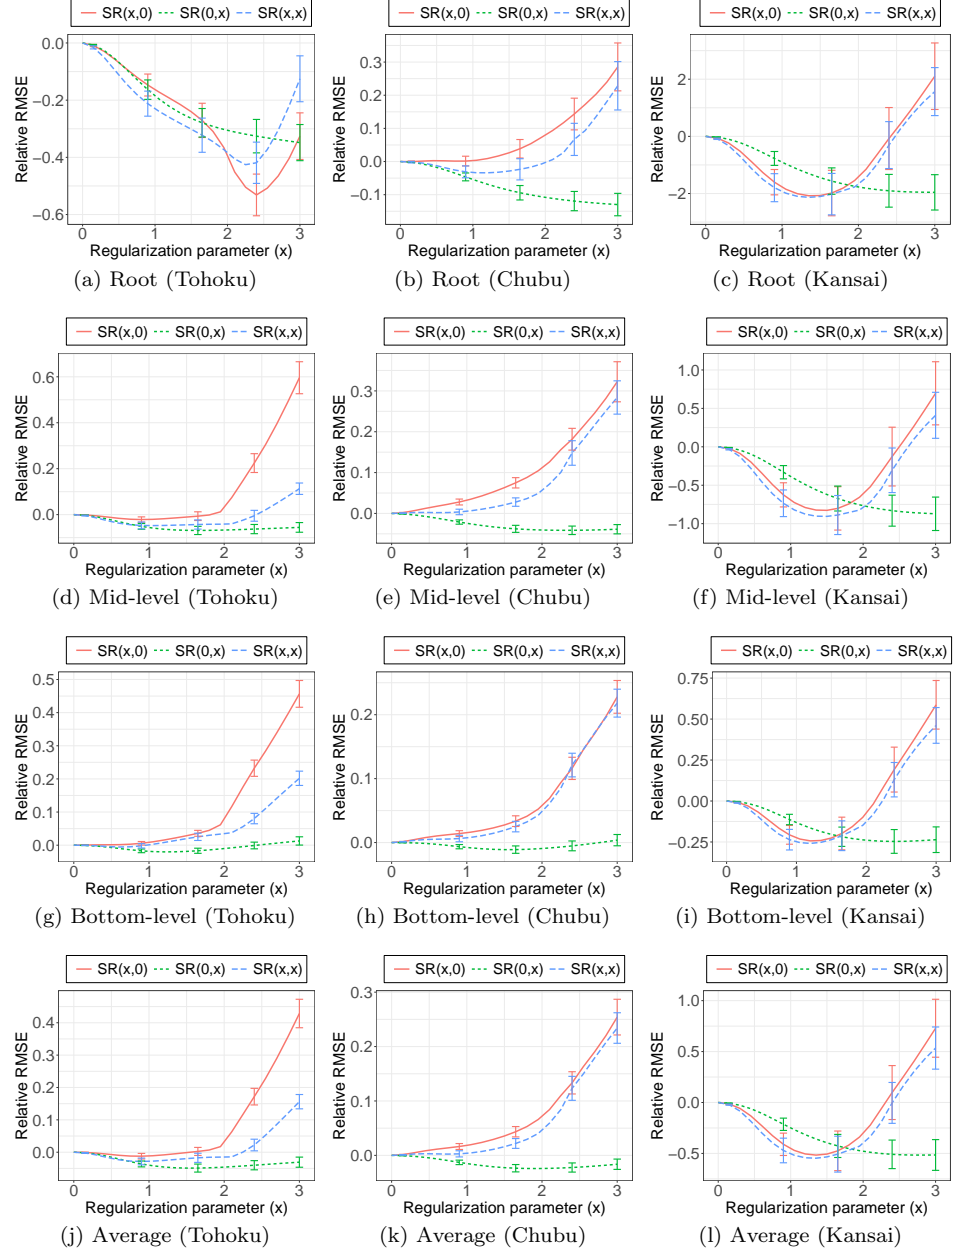 SR(x,0) SR(0,x) SR(x,x)
SR(x,0) SR(0,x) SR(x,x)
SR(x,0) SR(0,x) SR(x,x)
Relative RMSE
0.0
−0.2
−0.4
−0.6
0 1 2 3
Regularization parameter (x)
(a) Root (Tohoku)
Relative RMSE
0.3
0.2
0.1
0.0
−0.1
0 1 2 3
Regularization parameter (x)
(b) Root (Chubu)
Relative RMSE
2
0
−2
0 1 2 3
Regularization parameter (x)
(c) Root (Kansai)
SR(x,0) SR(0,x) SR(x,x)
SR(x,0) SR(0,x) SR(x,x)
SR(x,0) SR(0,x) SR(x,x)
Relative RMSE
0.6
0.4
0.2
0.0
0 1 2 3
Regularization parameter (x)
(d) Mid-level (Tohoku)
Relative RMSE
0.3
0.2
0.1
0.0
0 1 2 3
Regularization parameter (x)
(e) Mid-level (Chubu)
Relative RMSE
1.0
0.5
0.0
−0.5
−1.0
0 1 2 3
Regularization parameter (x)
(f) Mid-level (Kansai)
SR(x,0) SR(0,x) SR(x,x)
SR(x,0) SR(0,x) SR(x,x)
SR(x,0) SR(0,x) SR(x,x)
Relative RMSE
0.5
0.4
0.3
0.2
0.1
0.0
0 1 2 3
Regularization parameter (x)
(g) Bottom-level (Tohoku)
Relative RMSE
0.2
0.1
0.0
0 1 2 3
Regularization parameter (x)
(h) Bottom-level (Chubu)
Relative RMSE
0.75
0.50
0.25
0.00
−0.25
0 1 2 3
Regularization parameter (x)
(i) Bottom-level (Kansai)
SR(x,0) SR(0,x) SR(x,x)
SR(x,0) SR(0,x) SR(x,x)
SR(x,0) SR(0,x) SR(x,x)
Relative RMSE
0.4
0.3
0.2
0.1
0.0
0 1 2 3
Regularization parameter (x)
(j) Average (Tohoku)
Relative RMSE
0.3
0.2
0.1
0.0
0 1 2 3
Regularization parameter (x)
(k) Average (Chubu)
Relative RMSE
1.0
0.5
0.0
−0.5
0 1 2 3
Regularization parameter (x)
(l) Average (Kansai)